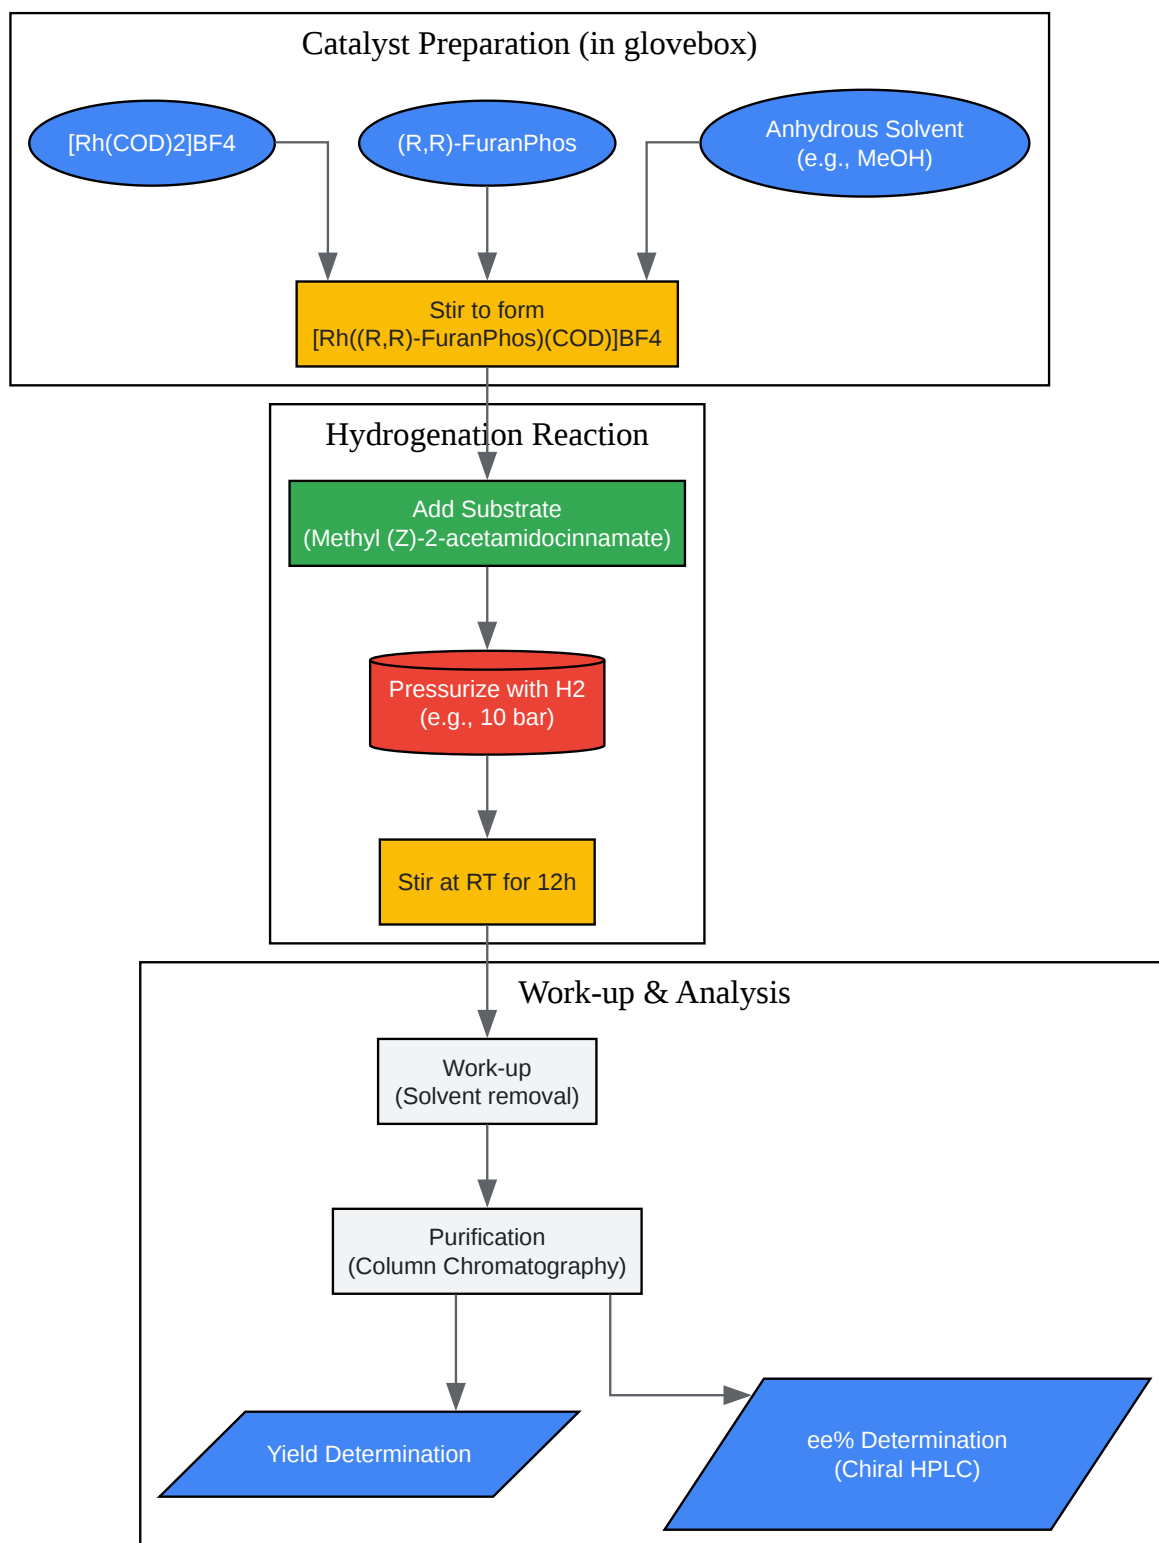 Catalyst Preparation (in glovebox)
[Rh(COD)2]BF4
(R,R)-FuranPhos
Anhydrous Solvent
(e.g., MeOH)
Stir to form
[Rh((R,R)-FuranPhos)(COD)]BF4
Hydrogenation Reaction
Add Substrate
(Methyl (Z)-2-acetamidocinnamate)
Pressurize with H2
(e.g., 10 bar)
Stir at RT for 12h
Work-up & Analysis
Work-up
(Solvent removal)
Purification
(Column Chromatography)
Yield Determination
ee% Determination
(Chiral HPLC)